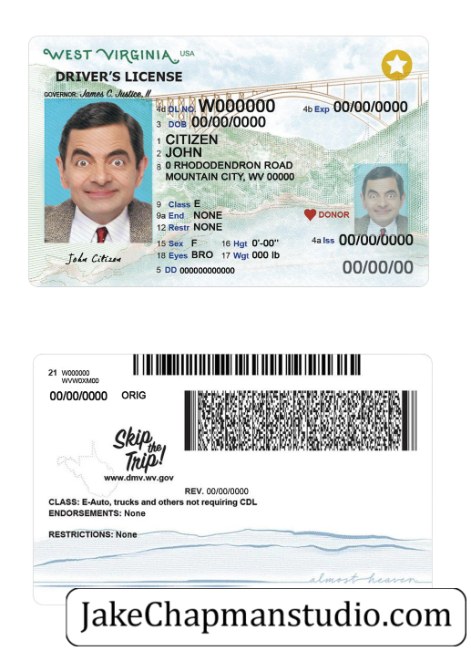 WEST VIRGINIA USA
DRIVER'S LICENSE
GOVERNOR: James C. Justice, II
4d DL NO. W000000 4b Exp 00/00/0000
3 DOB 00/00/0000
1 CITIZEN
2 JOHN
8 0 RHODODENDRON ROAD
MOUNTAIN CITY, WV 00000
9 Class E
9a End NONE
DONOR
12 Restr NONE
15 Sex F 16 Hgt 0'-00" 4a Iss 00/00/0000
18 Eyes BRO 17 Wgt 000 lb
John Citizen
00/00/00
5 DD 000000000000
21 W000000
WVW0XM00
00/00/0000 ORIG
Skip the Trip!
www.dmv.wv.gov
REV. 00/00/0000
CLASS: E-Auto, trucks and others not requiring CDL
ENDORSEMENTS: None
RESTRICTIONS: None
almost heaven
JakeChapmanstudio.com